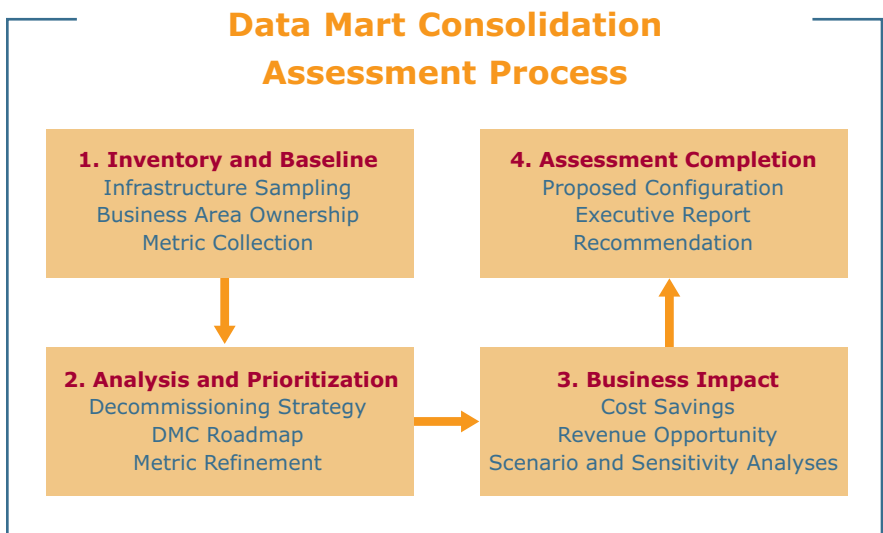 Data Mart Consolidation
Assessment Process
1. Inventory and Baseline
Infrastructure Sampling
Business Area Ownership
Metric Collection
2. Analysis and Prioritization
Decommissioning Strategy
DMC Roadmap
Metric Refinement
3. Business Impact
Cost Savings
Revenue Opportunity
Scenario and Sensitivity Analyses
4. Assessment Completion
Proposed Configuration
Executive Report
Recommendation